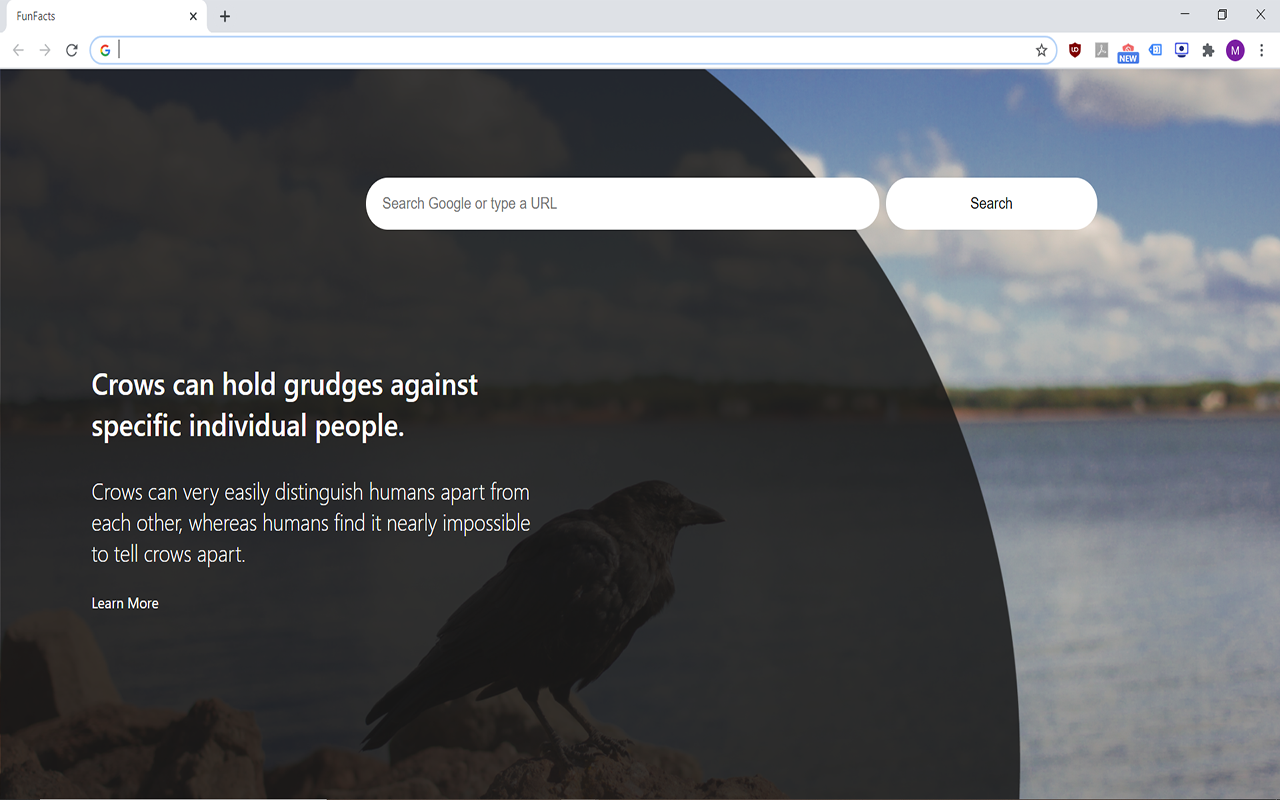 FunFacts
NEW
M
Search Google or type a URL
Search
Crows can hold grudges against
specific individual people.
Crows can very easily distinguish humans apart from
each other, whereas humans find it nearly impossible
to tell crows apart.
Learn More